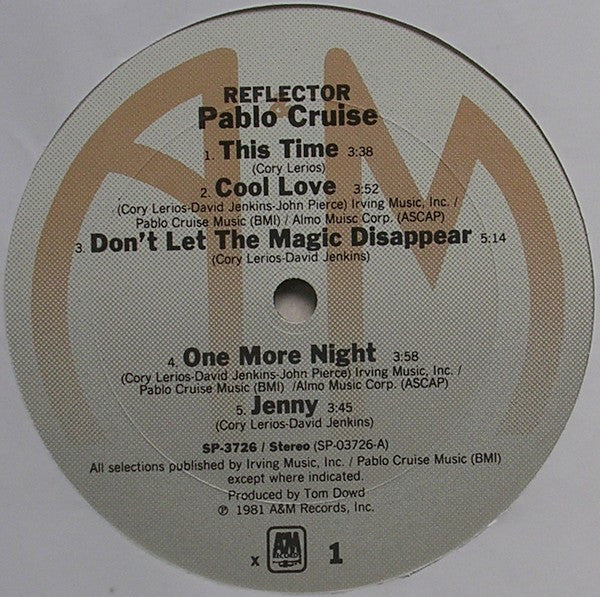 REFLECTOR
Pablo Cruise
1. This Time 3:38
(Cory Lerios)
2. Cool Love 3:52
(Cory Lerios-David Jenkins-John Pierce) Irving Music, Inc. /
Pablo Cruise Music (BMI) / Almo Muisc Corp. (ASCAP)
3. Don't Let The Magic Disappear 5:14
(Cory Lerios-David Jenkins)
4. One More Night 3:58
(Cory Lerios-David Jenkins-John Pierce) Irving Music, Inc. /
Pablo Cruise Music (BMI) /Almo Music Corp. (ASCAP)
5. Jenny 3:45
(Cory Lerios-David Jenkins)
SP-3726 / Stereo (SP-03726-A)
All selections published by Irving Music, Inc. / Pablo Cruise Music (BMI)
except where indicated.
Produced by Tom Dowd
℗ 1981 A&M Records, Inc.
x A&M RECORDS 1